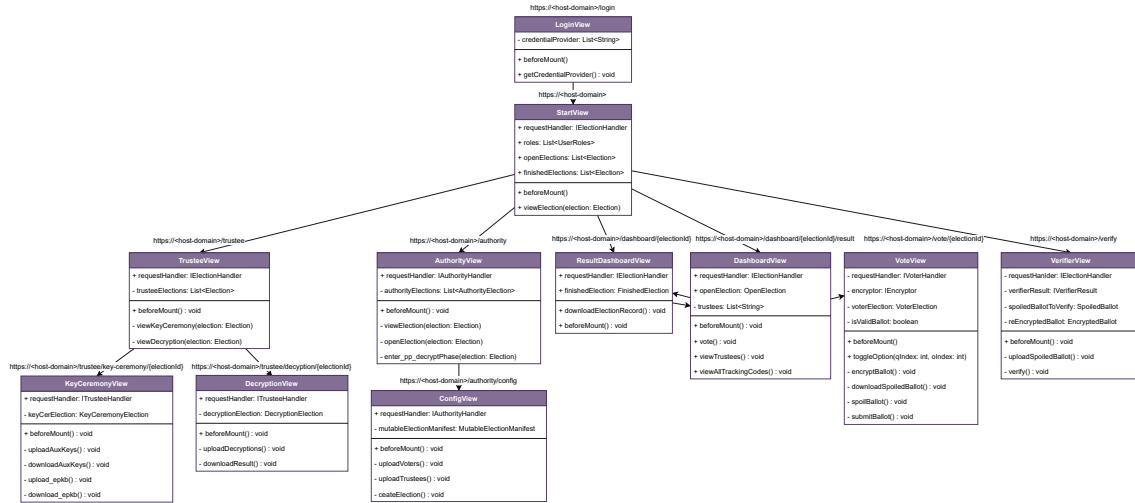 https://<host-domain>/login
LoginView
- credentialProvider: List<String>
+ beforeMount()
+ getCredentialProvider() : void
https://<host-domain>
StartView
+ requestHandler: IElectionHandler
+ roles: List<UserRoles>
+ openElections: List<Election>
+ finishedElections: List<Election>
+ beforeMount()
+ viewElection(election: Election)
https://<host-domain>/trustee
https://<host-domain>/authority
https://<host-domain>/dashboard/{electionId}
https://<host-domain>/dashboard/{electionId}/result
https://<host-domain>/vote/{electionId}
https://<host-domain>/verify
TrusteeView
+ requestHandler: IElectionHandler
- trusteeElections: List<Election>
+ beforeMount() : void
- viewKeyCeremony(election: Election)
- viewDecryption(election: Election)
AuthorityView
+ requestHandler: IAuthorityHandler
- authorityElections: List<AuthorityElection>
+ beforeMount() : void
- viewElection(election: Election)
- openElection(election: Election)
- enter_pp_decryptPhase(election: Election)
ResultDashboardView
+ requestHandler: IElectionHandler
+ finishedElection: FinishedElection
+ downloadElectionRecord() : void
+ beforeMount() : void
DashboardView
+ requestHandler: IElectionHandler
+ openElection: OpenElection
- trustees: List<String>
+ beforeMount() : void
+ vote() : void
+ viewTrustees() : void
+ viewAllTrackingCodes() : void
VoteView
- requestHandler: IVoterHandler
- encryptor: IEncryptor
- voterElection: VoterElection
- isValidBallot: boolean
+ beforeMount()
+ toggleOption(qIndex: int, oIndex: int)
- encryptBallot() : void
- downloadSpoiledBallot() : void
- spoilBallot() : void
- submitBallot() : void
VerifierView
- requestHanlder: IElectionHandler
- verifierResult: IVerifierResult
- spoiledBallotToVerify: SpoiledBallot
- reEncryptedBallot: EncryptedBallot
+ beforeMount() : void
- uploadSpoiledBallot() : void
- verify() : void
https://<host-domain>/trustee/key-ceremony/{electionId}
https://<host-domain>/trustee/decryption/{electionId}
https://<host-domain>/authority/config
KeyCeremonyView
+ requestHandler: ITrusteeHandler
- keyCerElection: KeyCeremonyElection
+ beforeMount() : void
- uploadAuxKeys() : void
- downloadAuxKeys() : void
- upload_epkb() : void
- download_epkb() : void
DecryptionView
+ requestHandler: ITrusteeHandler
- decryptionElection: DecryptionElection
+ beforeMount() : void
- uploadDecryptions() : void
- downloadResult() : void
ConfigView
+ requestHandler: IAuthorityHandler
- mutableElectionManifest: MutableElectionManifest
+ beforeMount() : void
- uploadVoters() : void
- uploadTrustees() : void
- ceateElection() : void